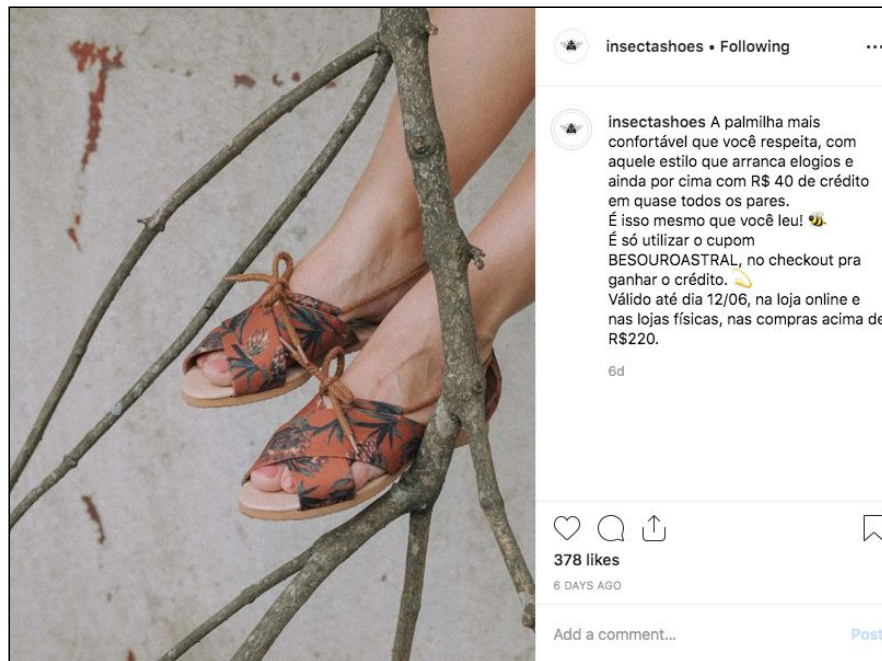 insectashoes • Following
insectashoes A palmilha mais
confortável que você respeita, com
aquele estilo que arranca elogios e
ainda por cima com R$ 40 de crédito
em quase todos os pares.
É isso mesmo que você leu! 🐝
É só utilizar o cupom
BESOUROASTRAL, no checkout pra
ganhar o crédito. 💫
Válido até dia 12/06, na loja online e
nas lojas físicas, nas compras acima de
R$220.
6d
378 likes
6 DAYS AGO
Add a comment...
Post